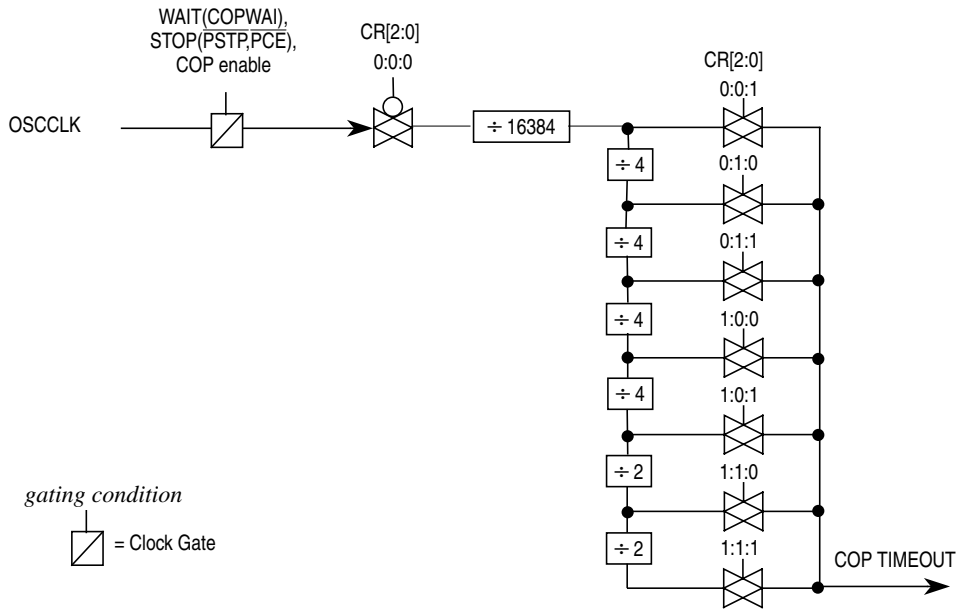 WAIT(COPWAI),
STOP(PSTP,PCE),
COP enable
CR[2:0]
0:0:0
CR[2:0]
0:0:1
OSCCLK
÷ 16384
÷ 4
0:1:0
÷ 4
0:1:1
÷ 4
1:0:0
÷ 4
1:0:1
÷ 2
1:1:0
÷ 2
1:1:1
gating condition
= Clock Gate
COP TIMEOUT